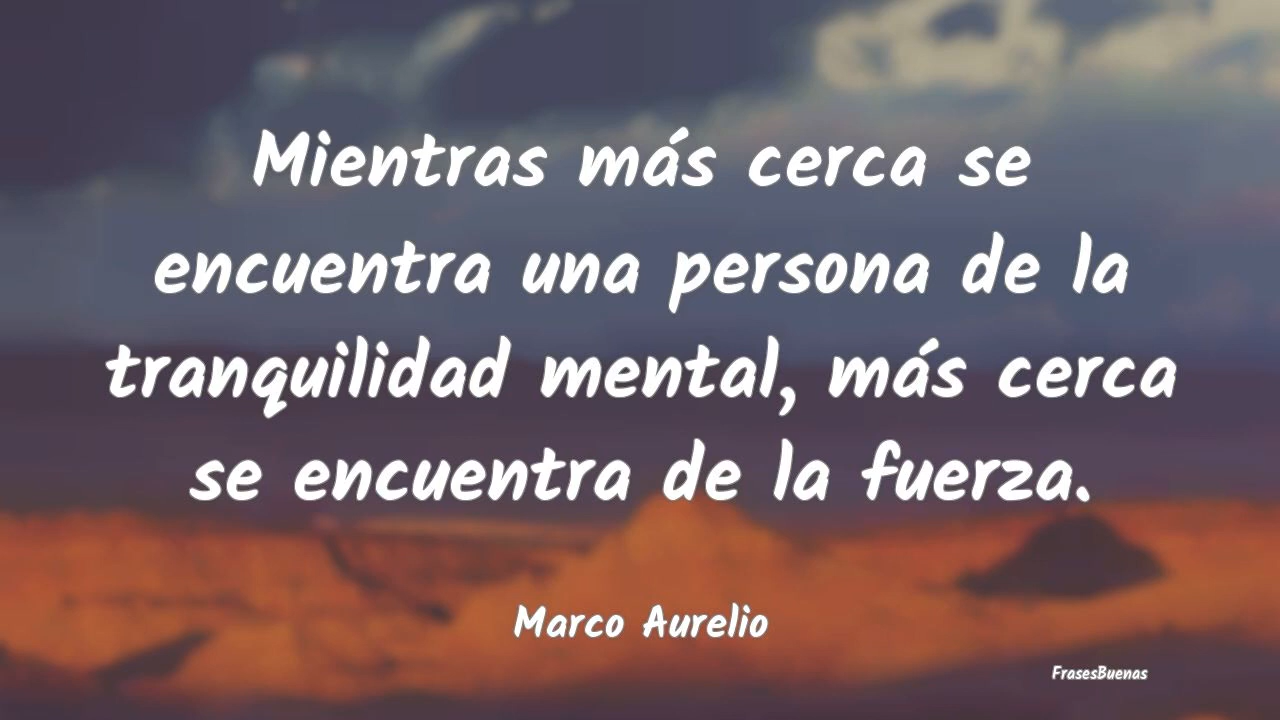 Mientras más cerca se
encuentra una persona de la
tranquilidad mental, más cerca
se encuentra de la fuerza.
Marco Aurelio
FrasesBuenas